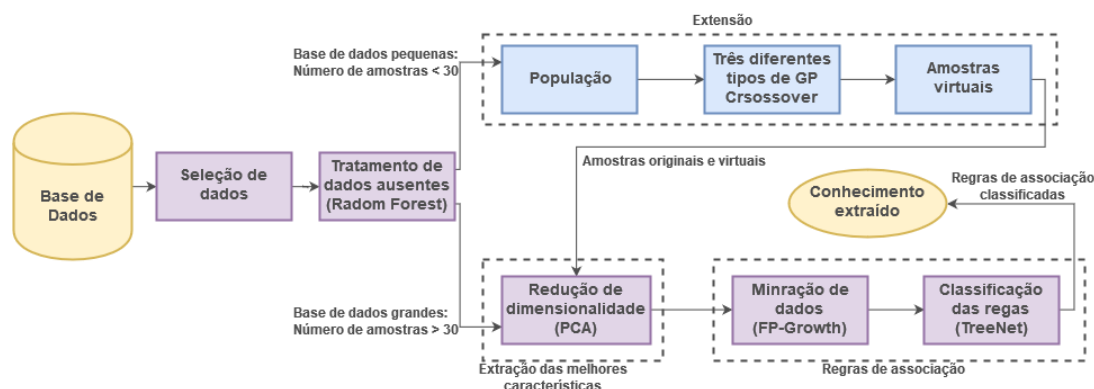 Extensão
Base de dados pequenas:
Número de amostras < 30
População
Três diferentes
tipos de GP
Crsossover
Amostras
virtuais
Base de
Dados
Seleção de
dados
Tratamento de
dados ausentes
(Radom Forest)
Amostras originais e virtuais
Conhecimento
extraído
Regras de associação
classificadas
Base de dados grandes:
Número de amostras > 30
Redução de
dimensionalidade
(PCA)
Minração de
dados
(FP-Growth)
Classificação
das regas
(TreeNet)
Extração das melhores
características
Regras de associação